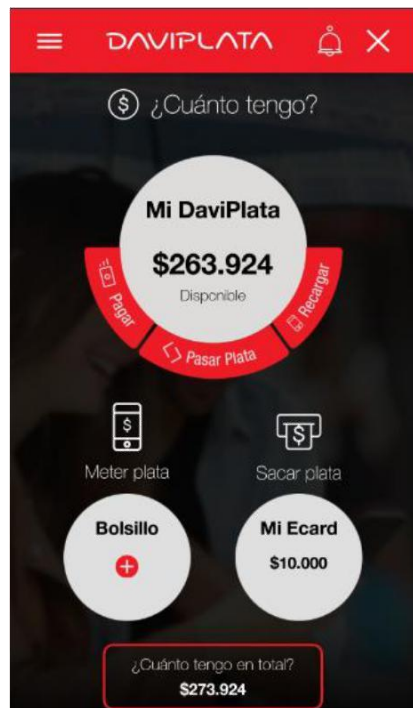 DAVIPLATA
¿Cuánto tengo?
Mi DaviPlata
$263.924
Disponible
Pagar
Pasar Plata
Recargar
Meter plata
Sacar plata
Bolsillo
Mi Ecard
$10.000
¿Cuánto tengo en total?
$273.924